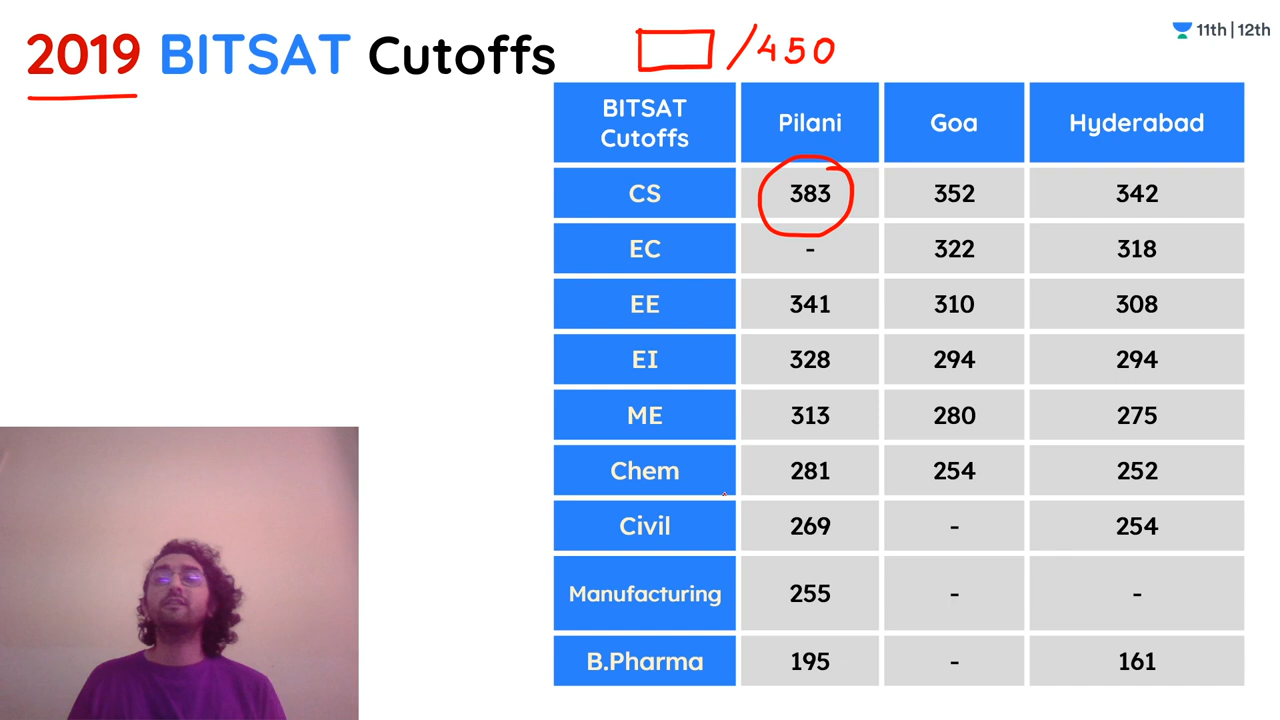 2019 BITSAT Cutoffs
/450
11th | 12th
BITSAT Cutoffs Pilani Goa Hyderabad
CS 383 352 342
EC - 322 318
EE 341 310 308
EI 328 294 294
ME 313 280 275
Chem 281 254 252
Civil 269 - 254
Manufacturing 255 - -
B.Pharma 195 - 161